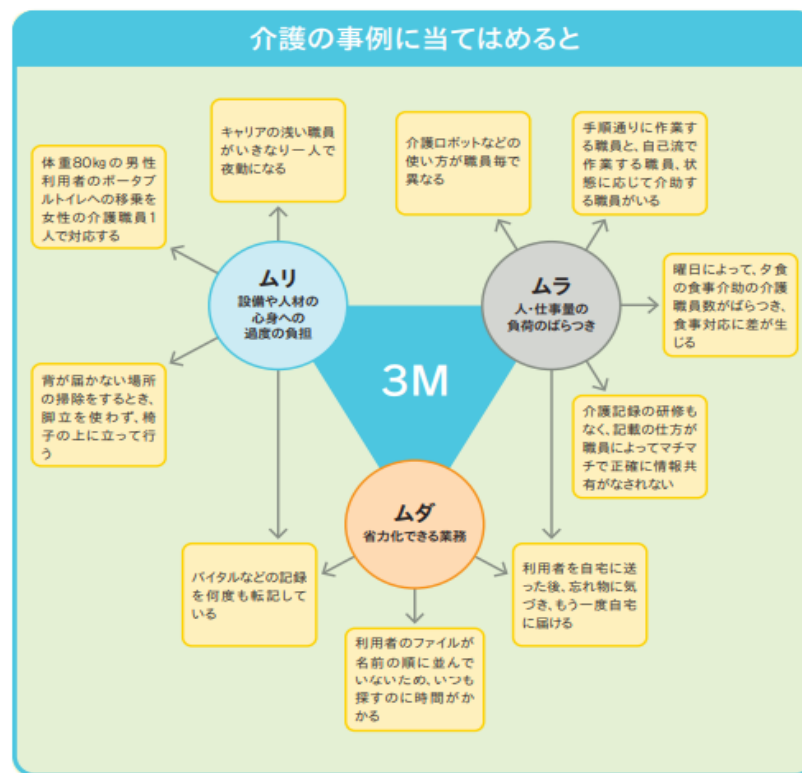 介護の事例に当てはめると
キャリアの浅い職員
がいきなり一人で
夜勤になる
体重80kgの男性
利用者のポータブ
ルトイレへの移乗を
女性の介護職員1
人で対応する
介護ロボットなどの
使い方が職員毎で
異なる
手順通りに作業す
る職員と、自己流で
作業する職員、状
態に応じて介助す
る職員がいる
ムリ
設備や人材の
心身への
過度の負担
ムラ
人・仕事量の
負荷のばらつき
曜日によって、夕食
の食事介助の介護
職員数がばらつき、
食事対応に差が生
じる
3M
背が届かない場所
の掃除をするとき、
脚立を使わず、椅
子の上に立って行
う
介護記録の研修も
なく、記載の仕方が
職員によってマチマ
チで正確に情報共
有がなされない
ムダ
省力化できる業務
バイタルなどの記録
を何度も転記して
いる
利用者を自宅に送
った後、忘れ物に気
づき、もう一度自宅
に届ける
利用者のファイルが
名前の順に並んで
いないため、いつも
探すのに時間がか
かる